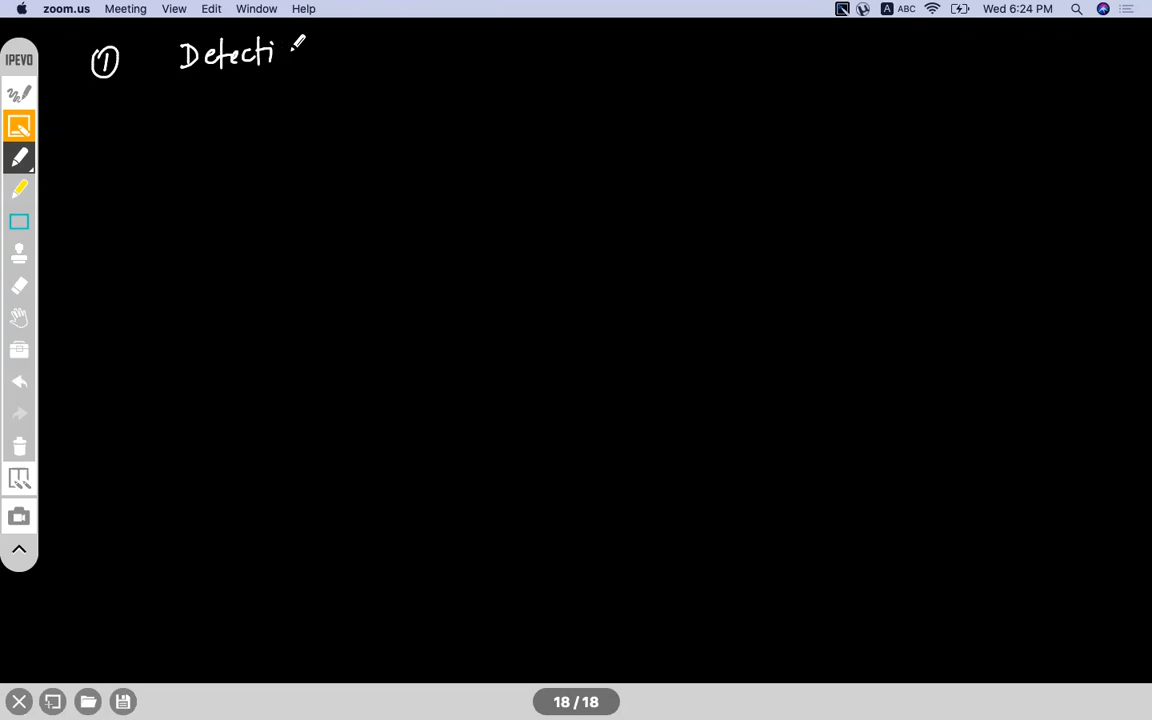 zoom.us Meeting View Edit Window Help A ABC Wed 6:24 PM
IPEVO
① Detecti
18 / 18